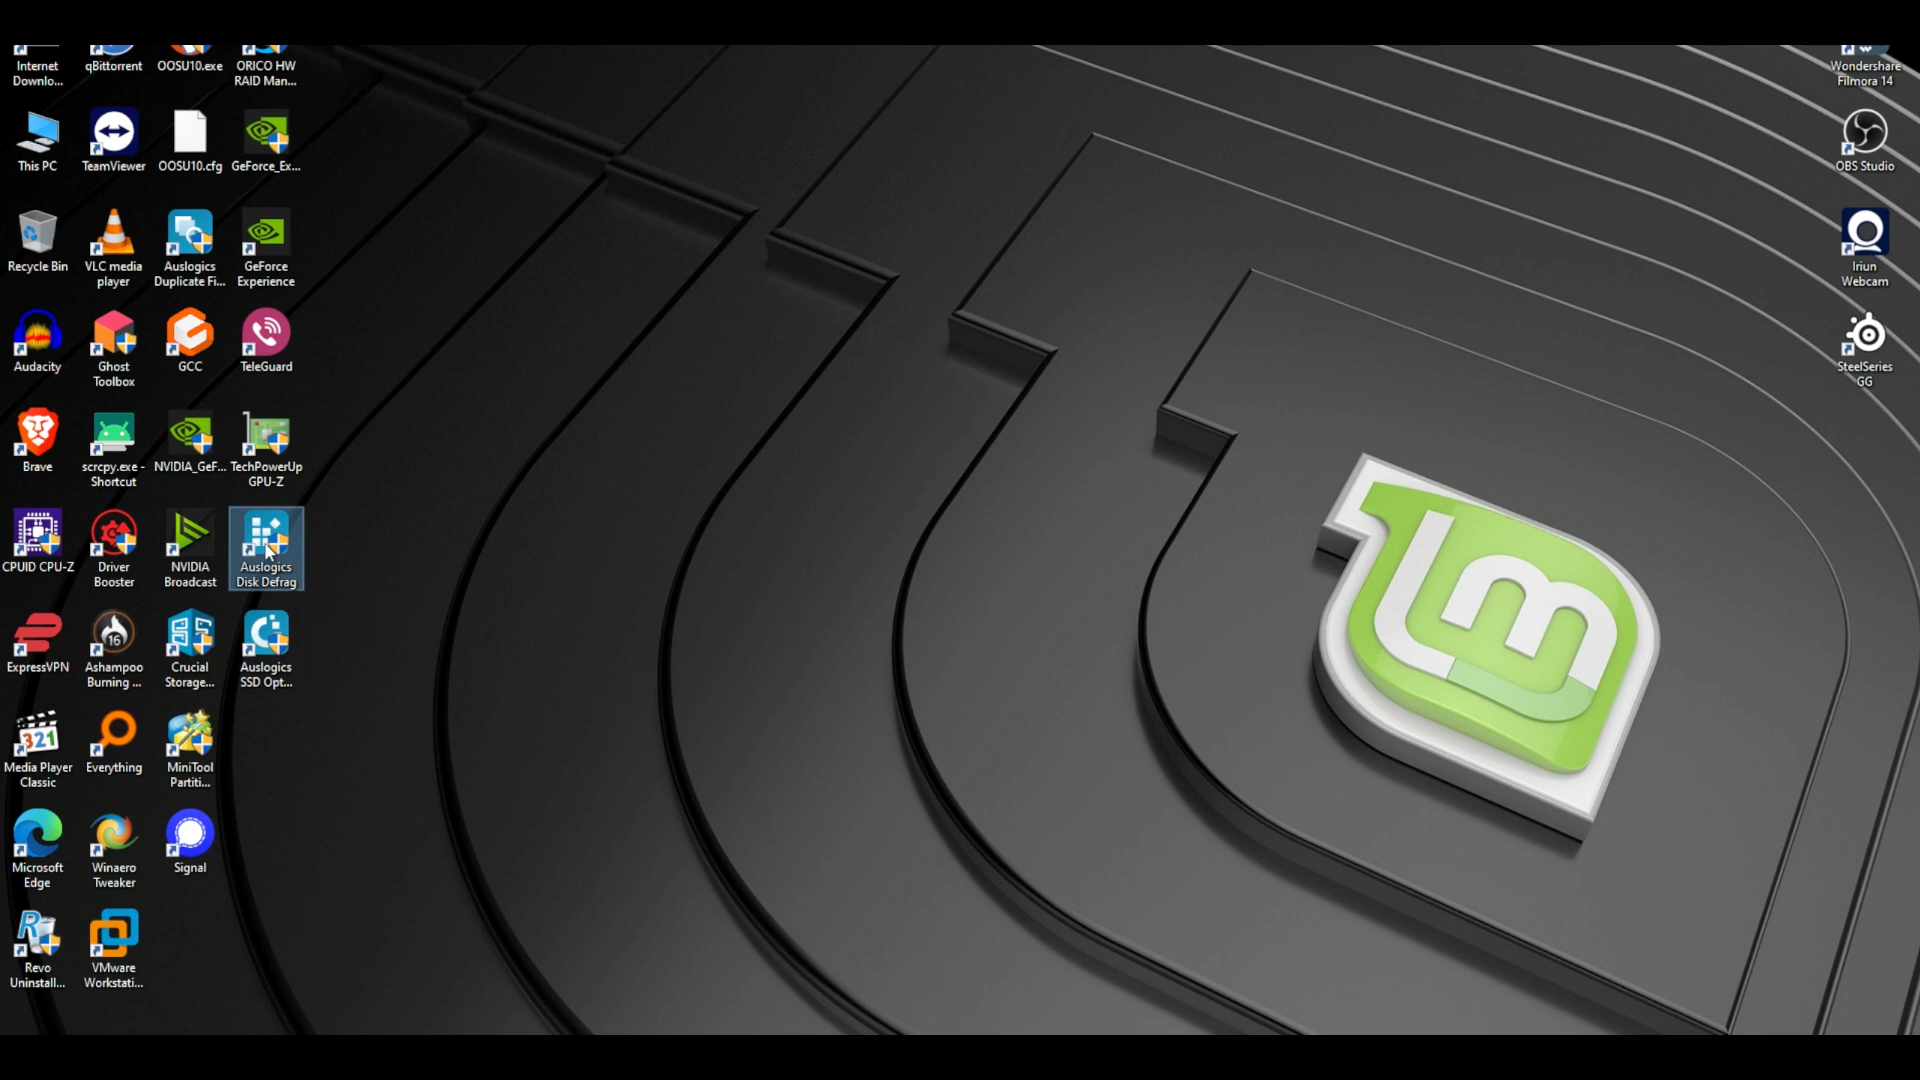 Internet
Downlo...
qBittorrent
OOSU10.exe
ORICO HW
RAID Man...
Wondershare
Filmora 14
This PC
TeamViewer
OOSU10.cfg
GeForce_Ex...
OBS Studio
Recycle Bin
VLC media
player
Auslogics
Duplicate Fi...
GeForce
Experience
Iriun
Webcam
Audacity
Ghost
Toolbox
GCC
TeleGuard
SteelSeries
GG
Brave
scrcpy.exe -
Shortcut
NVIDIA_GeF...
TechPowerUp
GPU-Z
CPUID CPU-Z
Driver
Booster
NVIDIA
Broadcast
Auslogics
Disk Defrag
ExpressVPN
16
Ashampoo
Burning ...
Crucial
Storage...
Auslogics
SSD Opt...
321
Media Player
Classic
Everything
MiniTool
Partiti...
Microsoft
Edge
Winaero
Tweaker
Signal
Revo
Uninstall...
VMware
Workstati...
lm